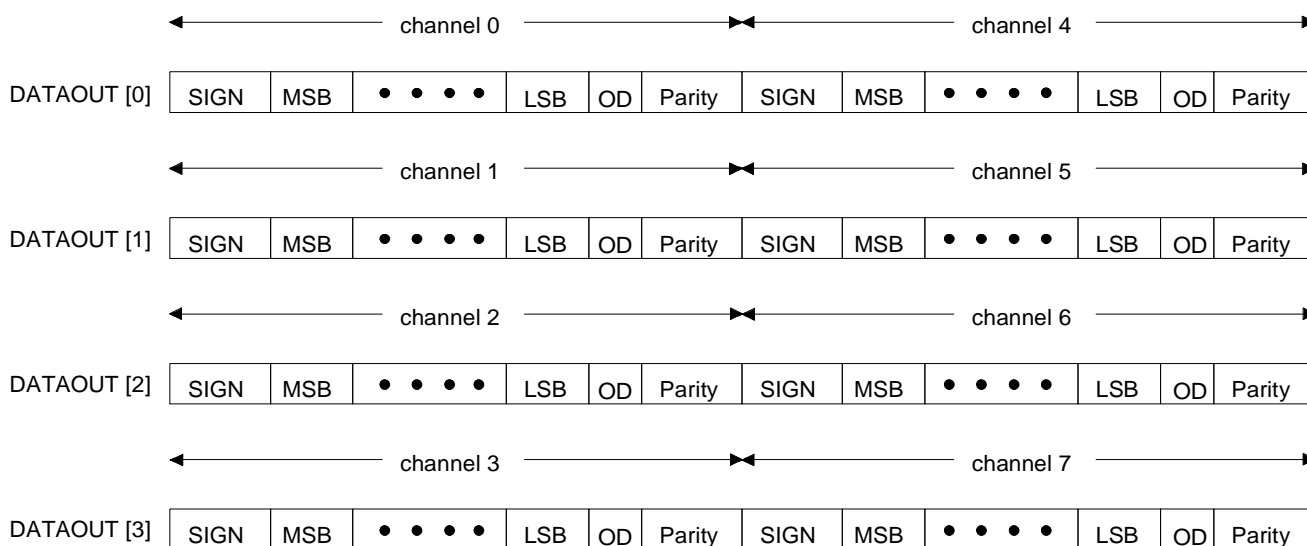 channel 0 channel 4
DATAOUT [0] SIGN MSB • • • • LSB OD Parity SIGN MSB • • • • LSB OD Parity
channel 1 channel 5
DATAOUT [1] SIGN MSB • • • • LSB OD Parity SIGN MSB • • • • LSB OD Parity
channel 2 channel 6
DATAOUT [2] SIGN MSB • • • • LSB OD Parity SIGN MSB • • • • LSB OD Parity
channel 3 channel 7
DATAOUT [3] SIGN MSB • • • • LSB OD Parity SIGN MSB • • • • LSB OD Parity